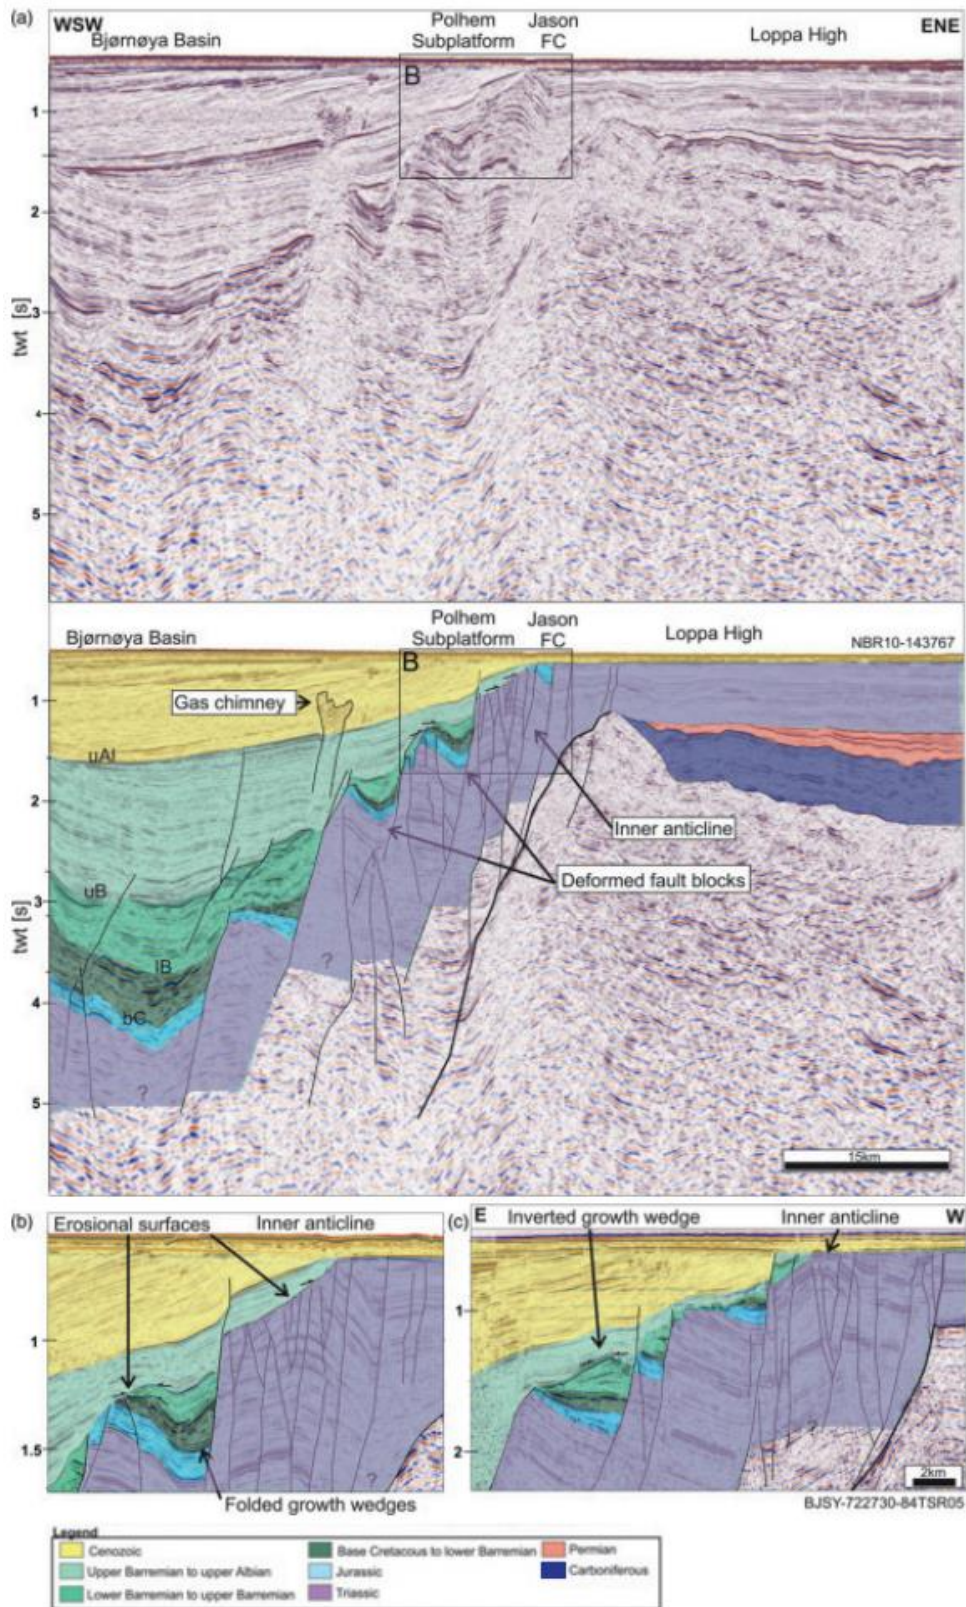 (a)
WSW
Bjørnøya Basin
Polhem
Subplatform
Jason
FC
Loppa High
ENE
B
1
2
3
4
5
twt [s]
Bjørnøya Basin
Polhem
Subplatform
Jason
FC
Loppa High
NBR10-143767
B
Gas chimney
1
uAl
2
Inner anticline
Deformed fault blocks
uB
3
twt [s]
lB
?
4
bC
?
5
15km
(b)
Erosional surfaces
Inner anticline
1
1.5
?
Folded growth wedges
(c)
E
Inverted growth wedge
Inner anticline
W
1
?
2
2km
BJSY-722730-84TSR05
Legend
Cenozoic
Upper Barremian to upper Albian
Lower Barremian to upper Barremian
Base Cretacous to lower Barremian
Jurassic
Triassic
Permian
Carboniferous